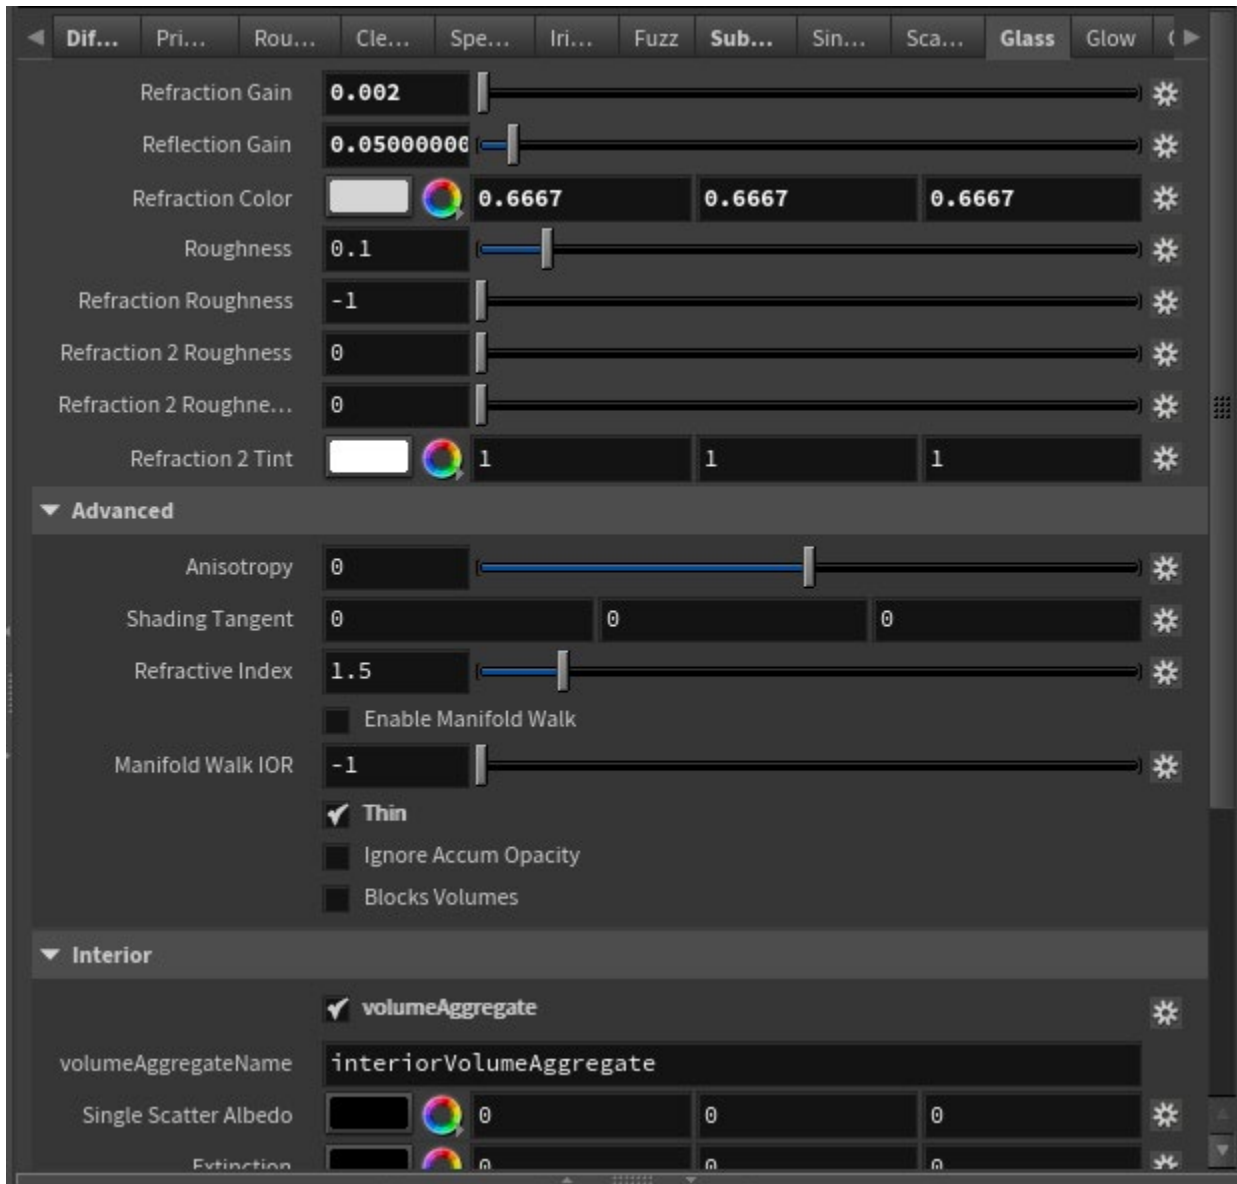 Dif... Pri... Rou... Cle... Spe... Iri... Fuzz Sub... Sin... Sca... Glass Glow
Refraction Gain 0.002
Reflection Gain 0.05000000
Refraction Color 0.6667 0.6667 0.6667
Roughness 0.1
Refraction Roughness -1
Refraction 2 Roughness 0
Refraction 2 Roughne... 0
Refraction 2 Tint 1 1 1
Advanced
Anisotropy 0
Shading Tangent 0 0 0
Refractive Index 1.5
Enable Manifold Walk
Manifold Walk IOR -1
Thin
Ignore Accum Opacity
Blocks Volumes
Interior
volumeAggregate
volumeAggregateName interiorVolumeAggregate
Single Scatter Albedo 0 0 0
Extinction 0 0 0